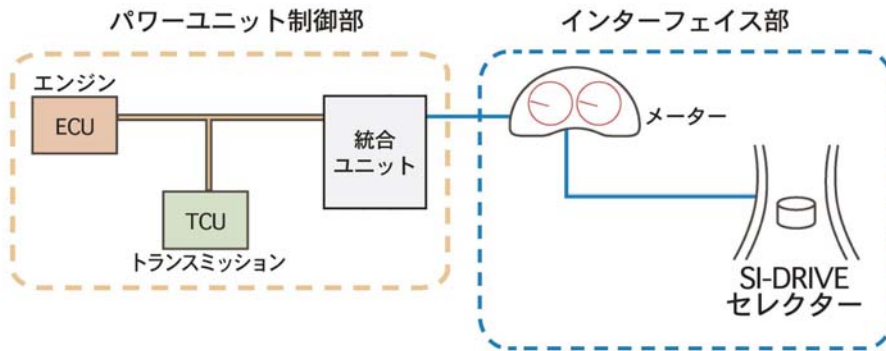 パワーユニット制御部
インターフェイス部
エンジン
ECU
統合
ユニット
メーター
TCU
トランスミッション
SI-DRIVE
セレクター